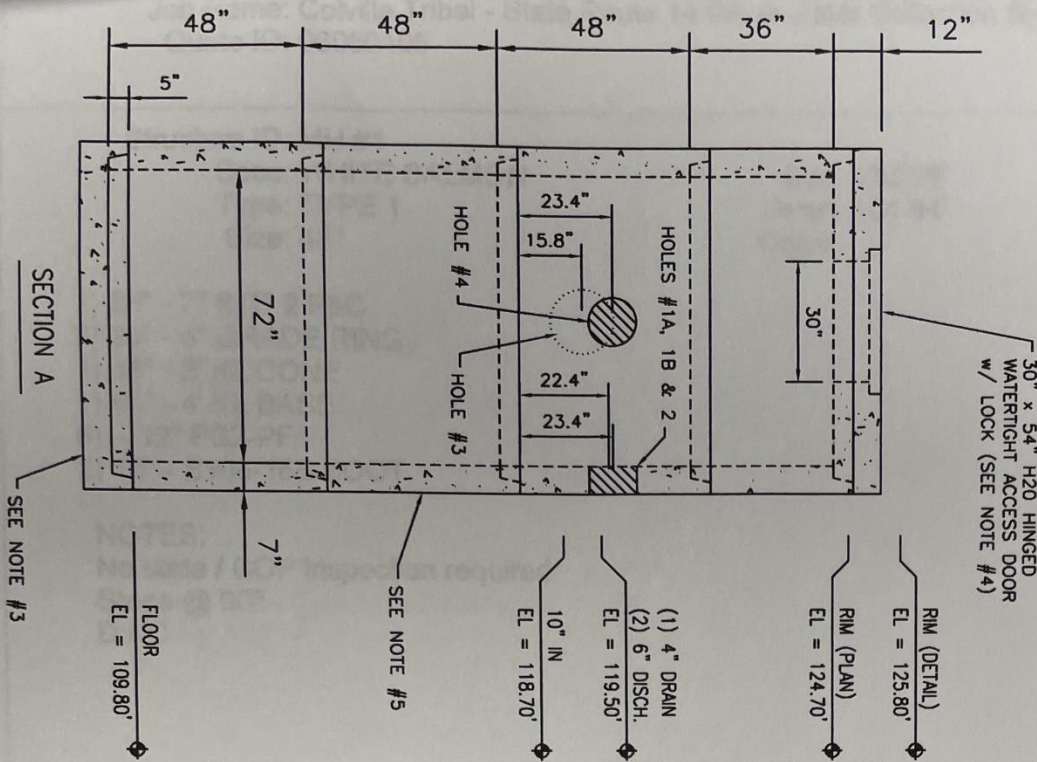 48" 48" 48" 36" 12"
5"
30" x 54" H20 HINGED
WATERTIGHT ACCESS DOOR
w/ LOCK (SEE NOTE #4)
23.4"
15.8"
HOLE #4
HOLE #3
HOLES #1A, 1B & 2
30"
72"
22.4"
23.4"
7"
SECTION A
SEE NOTE #3
SEE NOTE #5
RIM (DETAIL)
EL = 125.80'
RIM (PLAN)
EL = 124.70'
(1) 4" DRAIN
(2) 6" DISCH.
EL = 119.50'
10" IN
EL = 118.70'
FLOOR
EL = 109.80'
NOTES:
Inspection required